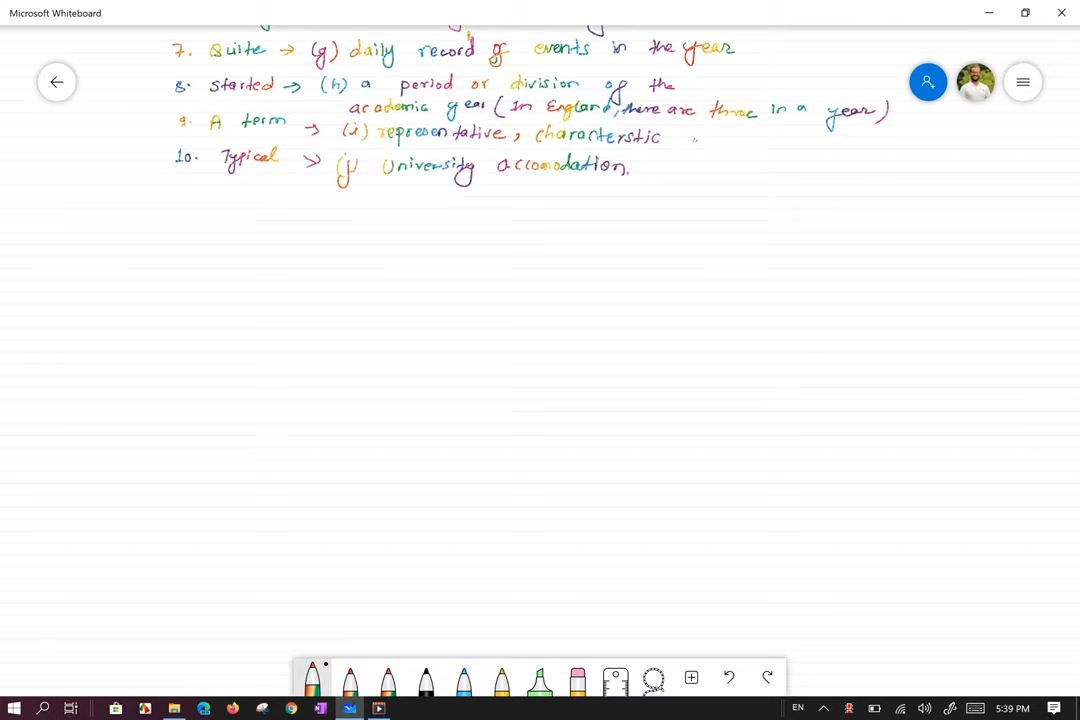 Microsoft Whiteboard
7. Quite → (g) daily record of events in the year
8. Started → (h) a period or division of the
academic year (In England, there are three in a year)
9. A term → (i) representative, characterstic
10. Typical → (j) University accomodation.
EN
5:39 PM